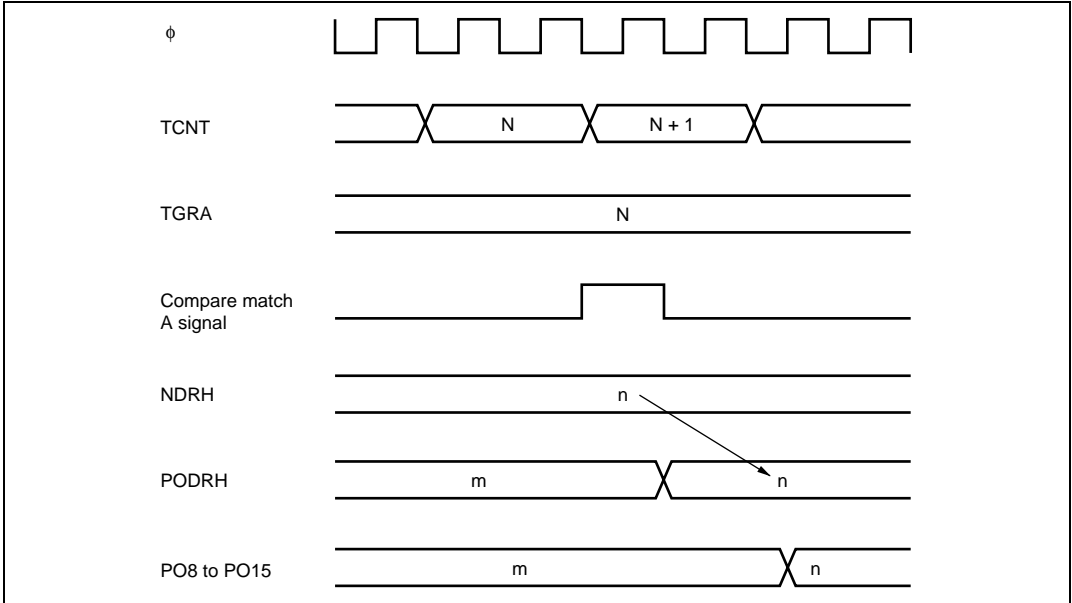 ϕ
TCNT
N
N + 1
TGRA
N
Compare match
A signal
NDRH
n
PODRH
m
n
PO8 to PO15
m
n